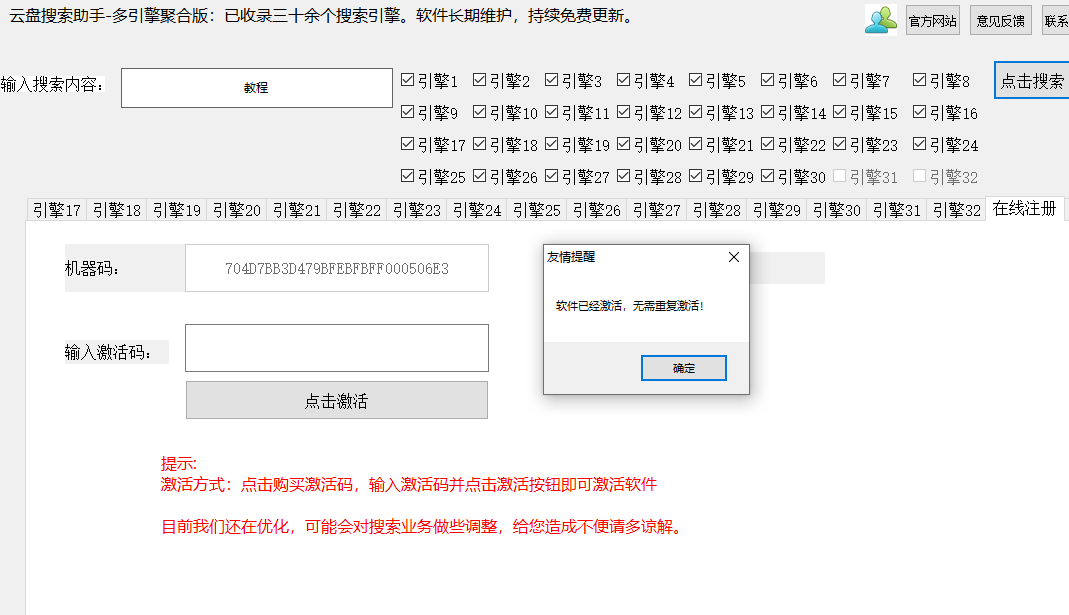 云盘搜索助手-多引擎聚合版：已收录三十余个搜索引擎。软件长期维护，持续免费更新。
官方网站 意见反馈 联系
输入搜索内容： 教程 引擎1 引擎2 引擎3 引擎4 引擎5 引擎6 引擎7 引擎8 点击搜索
引擎9 引擎10 引擎11 引擎12 引擎13 引擎14 引擎15 引擎16
引擎17 引擎18 引擎19 引擎20 引擎21 引擎22 引擎23 引擎24
引擎25 引擎26 引擎27 引擎28 引擎29 引擎30 引擎31 引擎32
引擎17 引擎18 引擎19 引擎20 引擎21 引擎22 引擎23 引擎24 引擎25 引擎26 引擎27 引擎28 引擎29 引擎30 引擎31 引擎32 在线注册
机器码： 704D7BB3D479BFEBFBFF000506E3
友情提醒
软件已经激活，无需重复激活！
确定
输入激活码：
点击激活
提示:
激活方式：点击购买激活码，输入激活码并点击激活按钮即可激活软件
目前我们还在优化，可能会对搜索业务做些调整，给您造成不便请多谅解。